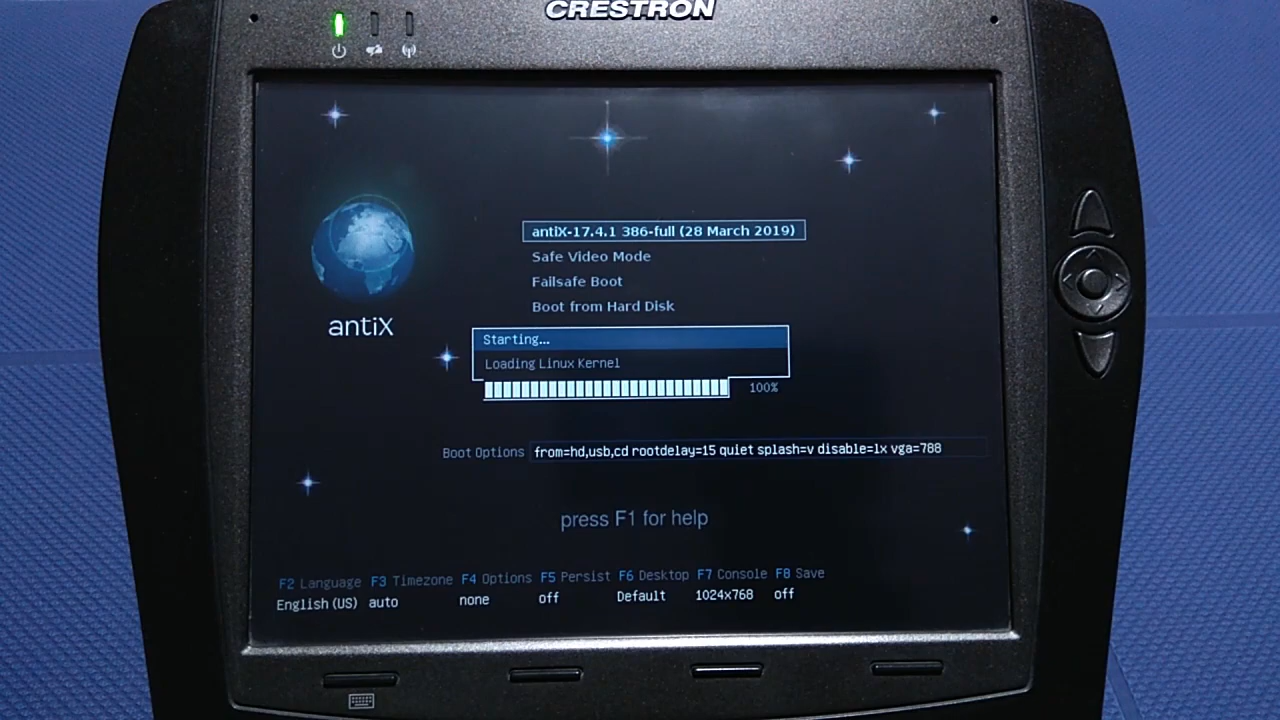 CRESTRON
antiX-17.4.1 386-full (28 March 2019)
Safe Video Mode
Failsafe Boot
Boot from Hard Disk
antiX
Starting...
Loading Linux Kernel
100%
Boot Options from=hd,usb,cd rootdelay=15 quiet splash=v disable=lx vga=788
press F1 for help
F2 Language F3 Timezone F4 Options F5 Persist F6 Desktop F7 Console F8 Save
English (US) auto none off Default 1024x768 off